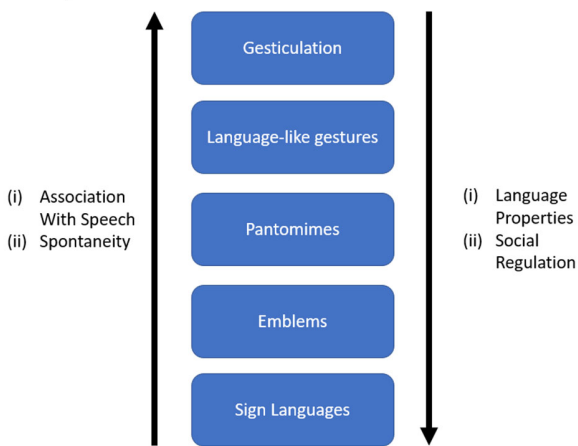 Gesticulation
Language-like gestures
(i) Association
With Speech
(ii) Spontaneity
Pantomimes
(i) Language
Properties
(ii) Social
Regulation
Emblems
Sign Languages